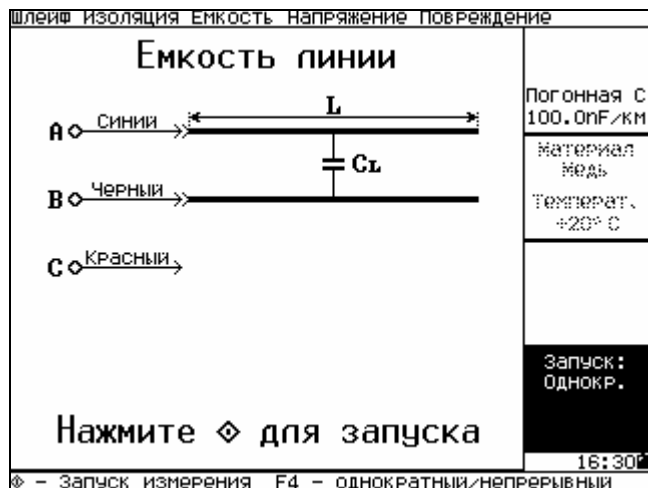 Шлейф Изоляция Емкость Напряжение Повреждение
Емкость линии
A Синий
L
CL
B Черный
C Красный
Нажмите для запуска
Погонная C
100.0nF/км
Материал
Медь
Температ.
+20° C
Запуск:
Однокр.
16:30
– Запуск измерения F4 – однократный/непрерывный